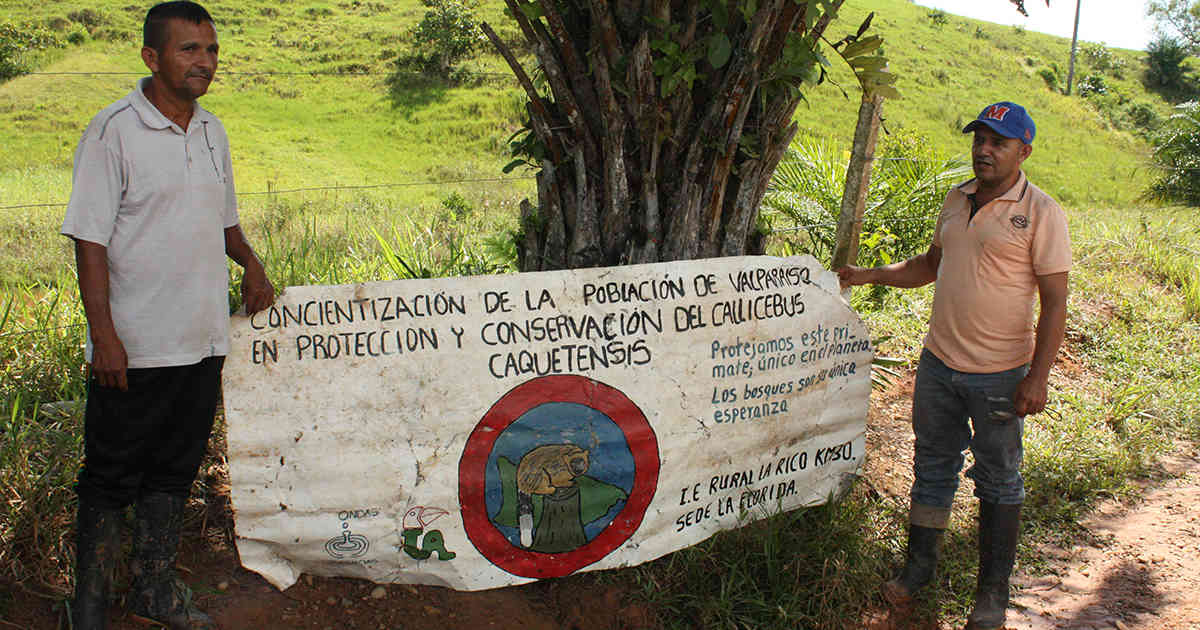 CONCIENTIZACIÓN DE LA POBLACIÓN DE VALPARAISO
EN PROTECCION Y CONSERVACIÓN DEL CALLICEBUS
CAQUETENSIS
Protejamos este pri
mate; único en el planeta
Los bosques son su única
esperanza
I.E RURAL LA RICO KM30.
SEDE LA FLORIDA.
ONDAS
M